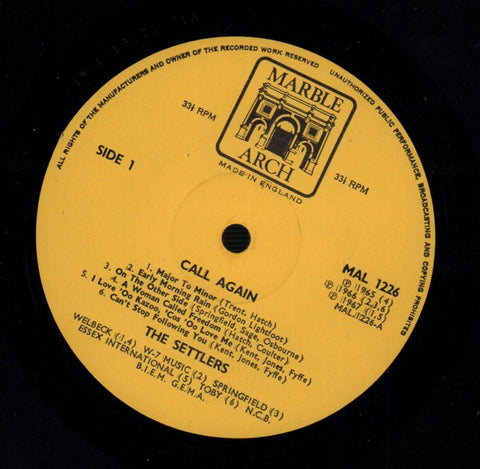 ALL RIGHTS OF THE MANUFACTURERS AND OWNER OF THE RECORDED WORK RESERVED
UNAUTHORIZED PUBLIC PERFORMANCE, BROADCASTING AND COPYING PROHIBITED
MARBLE
ARCH
MADE IN ENGLAND
33⅓ RPM
33⅓ RPM
SIDE 1
MAL 1226
Ⓟ 1965 (4)
Ⓟ 1966 (2,3,6)
Ⓟ 1967 (1,5)
MAL.1226-A
CALL AGAIN
1. Major To Minor (Trent, Hatch)
2. Early Morning Rain (Gordon Lightfoot)
3. On The Other Side (Springfield, Sage, Osbourne)
4. A Woman Called Freedom (Hatch, Coulter)
5. I Love 'Oo Kazoo, 'Cos 'Oo Love Me (Kent, Jones, Fyffe)
6. Can't Stop Following You (Kent, Jones, Fyffe)
THE SETTLERS
WELBECK (1,4) W-7 MUSIC (2) SPRINGFIELD (3)
ESSEX INTERNATIONAL (5) TOBY (6) N.C.B.
B.I.E.M. G.E.M.A.